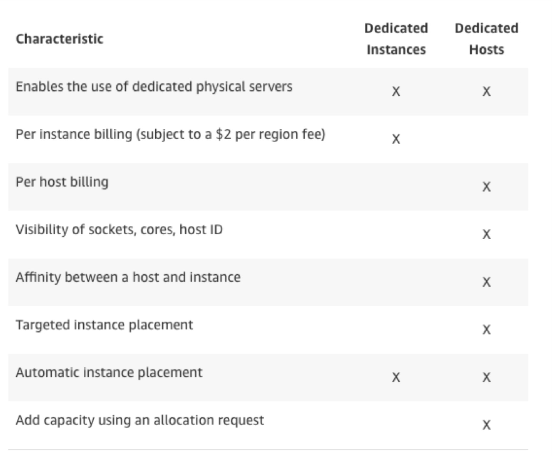 Characteristic Dedicated Instances Dedicated Hosts
Enables the use of dedicated physical servers X X
Per instance billing (subject to a $2 per region fee) X
Per host billing X
Visibility of sockets, cores, host ID X
Affinity between a host and instance X
Targeted instance placement X
Automatic instance placement X X
Add capacity using an allocation request X